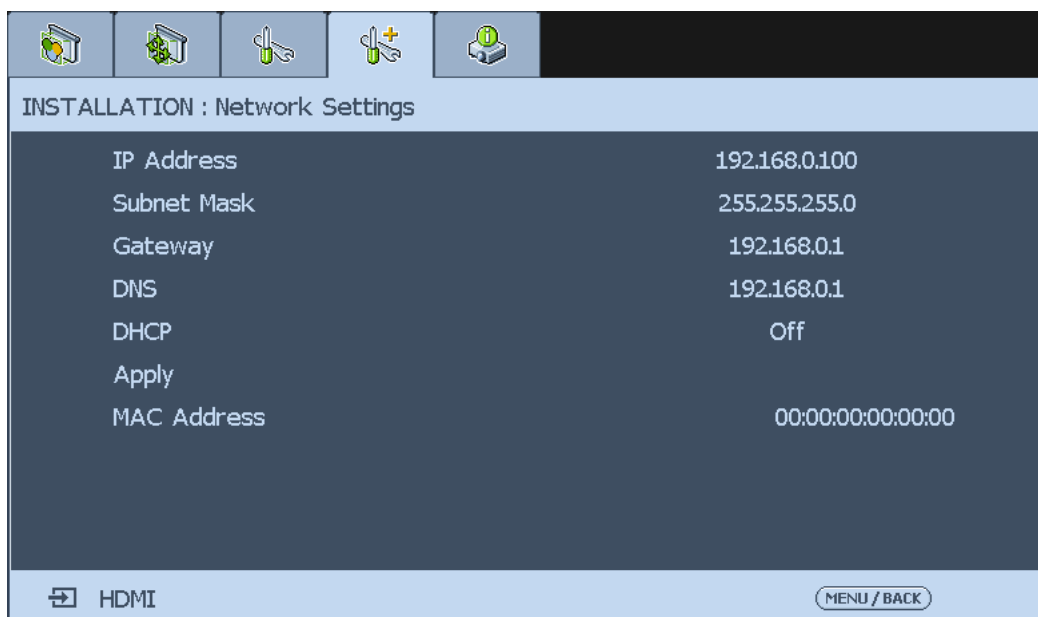 INSTALLATION : Network Settings
IP Address 192.168.0.100
Subnet Mask 255.255.255.0
Gateway 192.168.0.1
DNS 192.168.0.1
DHCP Off
Apply
MAC Address 00:00:00:00:00:00
HDMI MENU / BACK